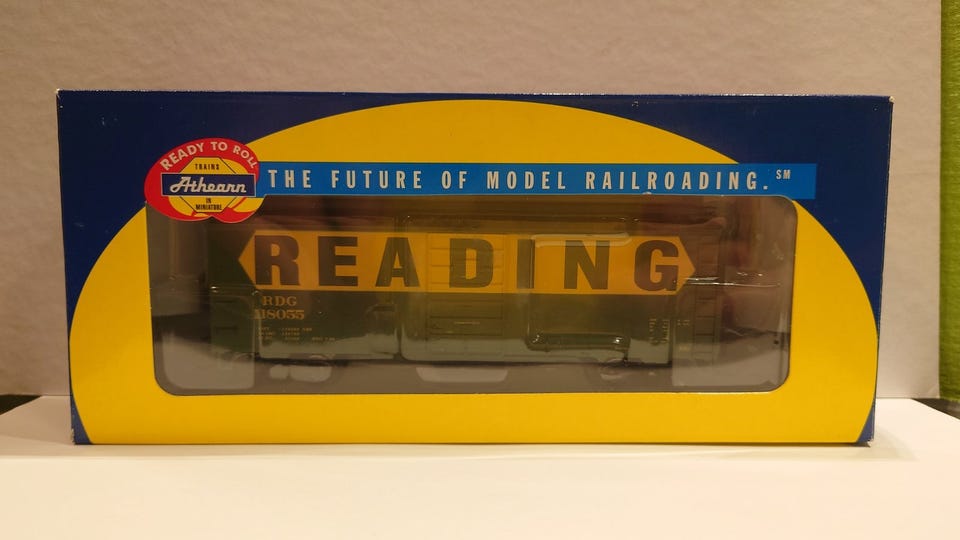 READY TO ROLL
TRAINS
Athearn
IN
MINIATURE
THE FUTURE OF MODEL RAILROADING.℠
READING
RDG
118055